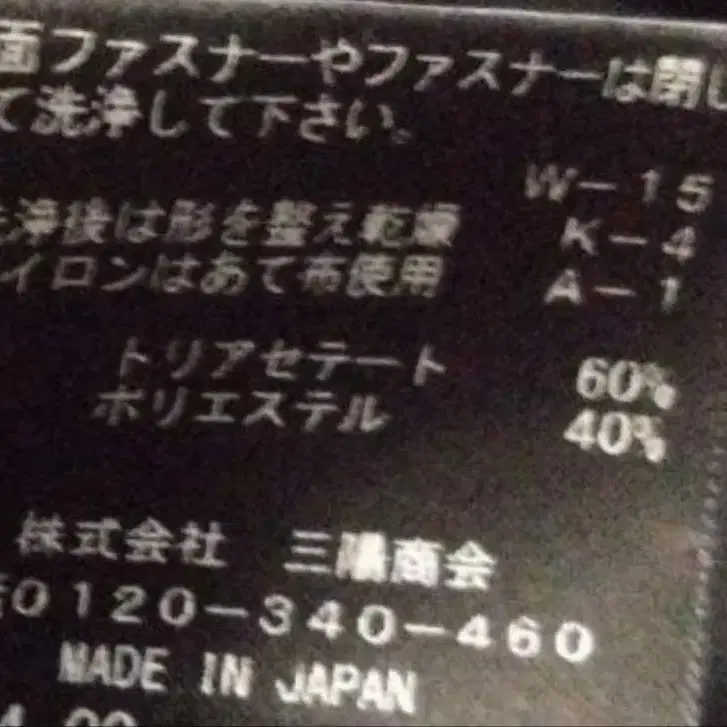 面ファスナーやファスナーは閉じ
て洗浄して下さい。
W-15
洗浄後は形を整え乾燥 K-4
イロンはあて布使用 A-1
トリアセテート 60%
ポリエステル 40%
株式会社 三陽商会
0120-340-460
MADE IN JAPAN